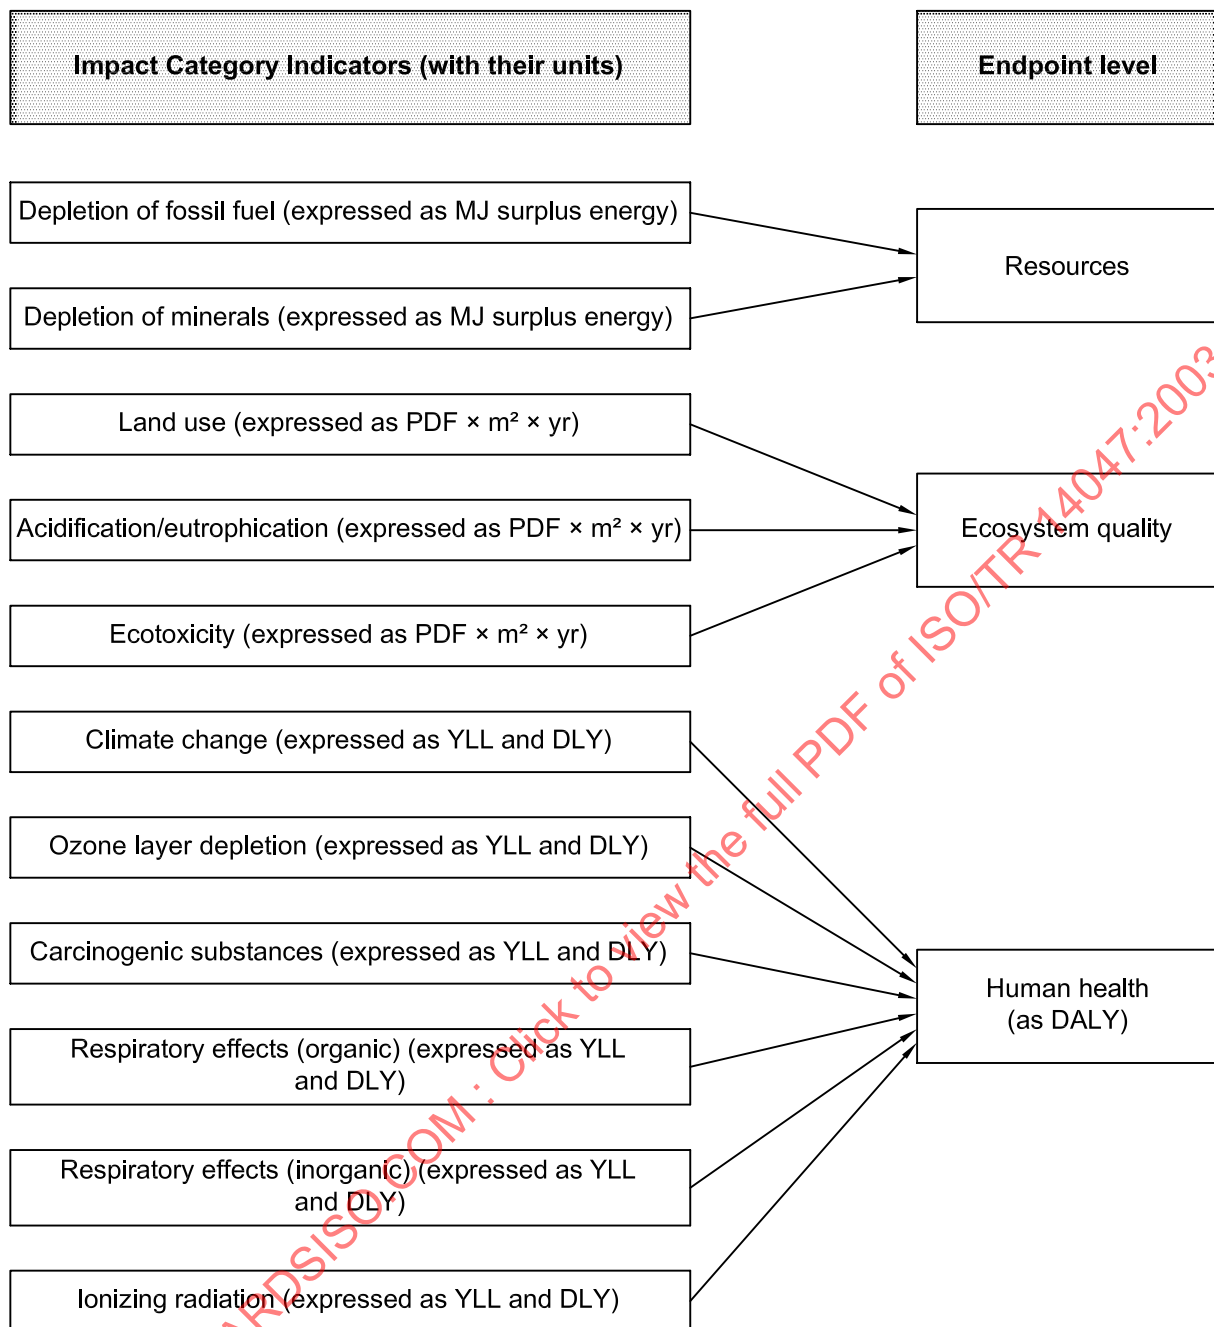 Impact Category Indicators (with their units)
Endpoint level
Depletion of fossil fuel (expressed as MJ surplus energy)
Depletion of minerals (expressed as MJ surplus energy)
Resources
Land use (expressed as PDF × m² × yr)
Acidification/eutrophication (expressed as PDF × m² × yr)
Ecotoxicity (expressed as PDF × m² × yr)
Ecosystem quality
Climate change (expressed as YLL and DLY)
Ozone layer depletion (expressed as YLL and DLY)
Carcinogenic substances (expressed as YLL and DLY)
Respiratory effects (organic) (expressed as YLL
and DLY)
Respiratory effects (inorganic) (expressed as YLL
and DLY)
Ionizing radiation (expressed as YLL and DLY)
Human health
(as DALY)
ARDSISO.COM : Click to view the full PDF of ISO/TR 14047:2003